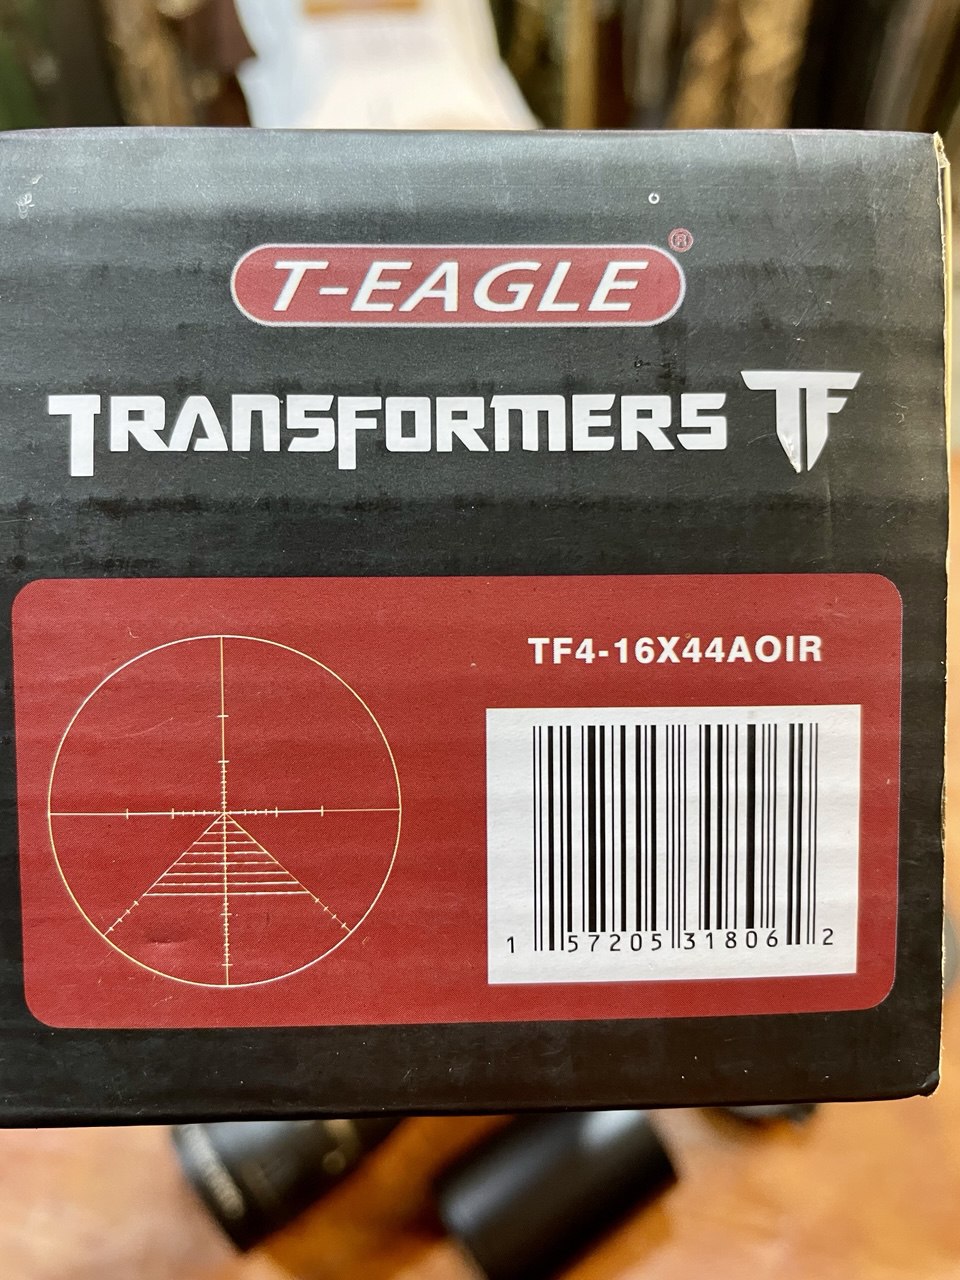 T-EAGLE®
TRANSFORMERS TF
TF4-16X44AOIR
1 57205 31806 2